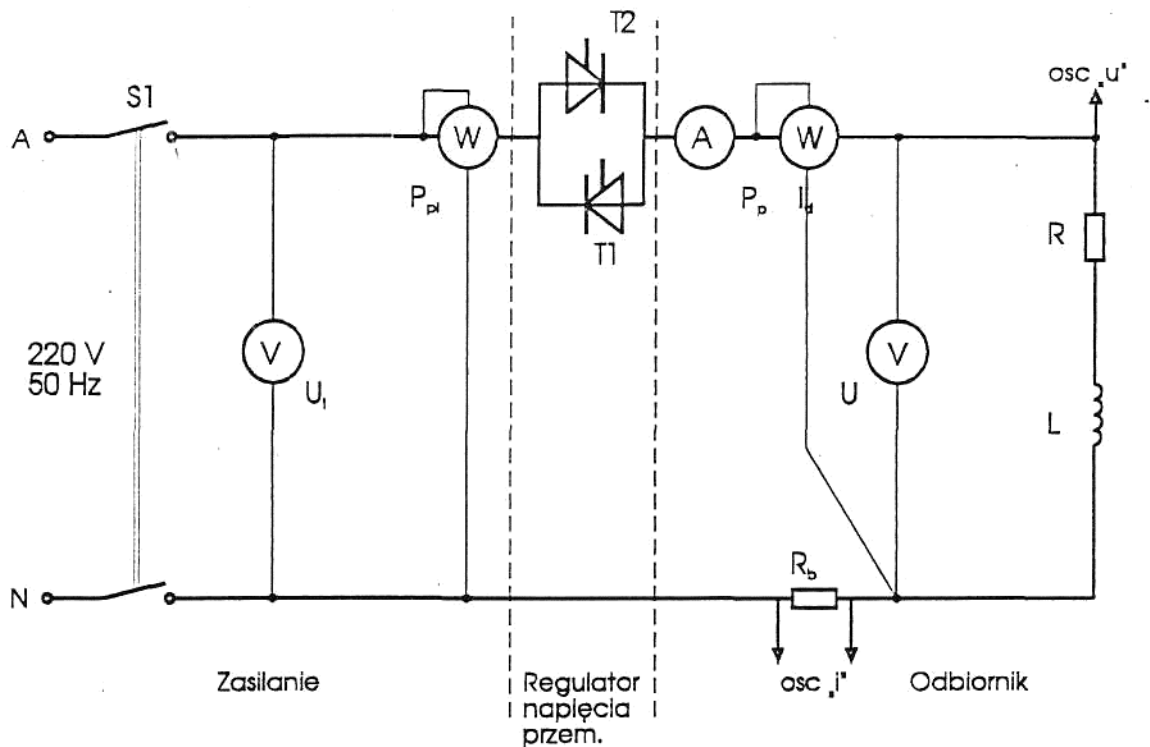 T2
osc „u"
S1
A
W
A
W
P_pl
P_p
I_d
T1
R
220 V
50 Hz
V
U_1
V
U
L
R_b
N
Zasilanie
Regulator
napięcia
przem.
osc „i"
Odbiornik